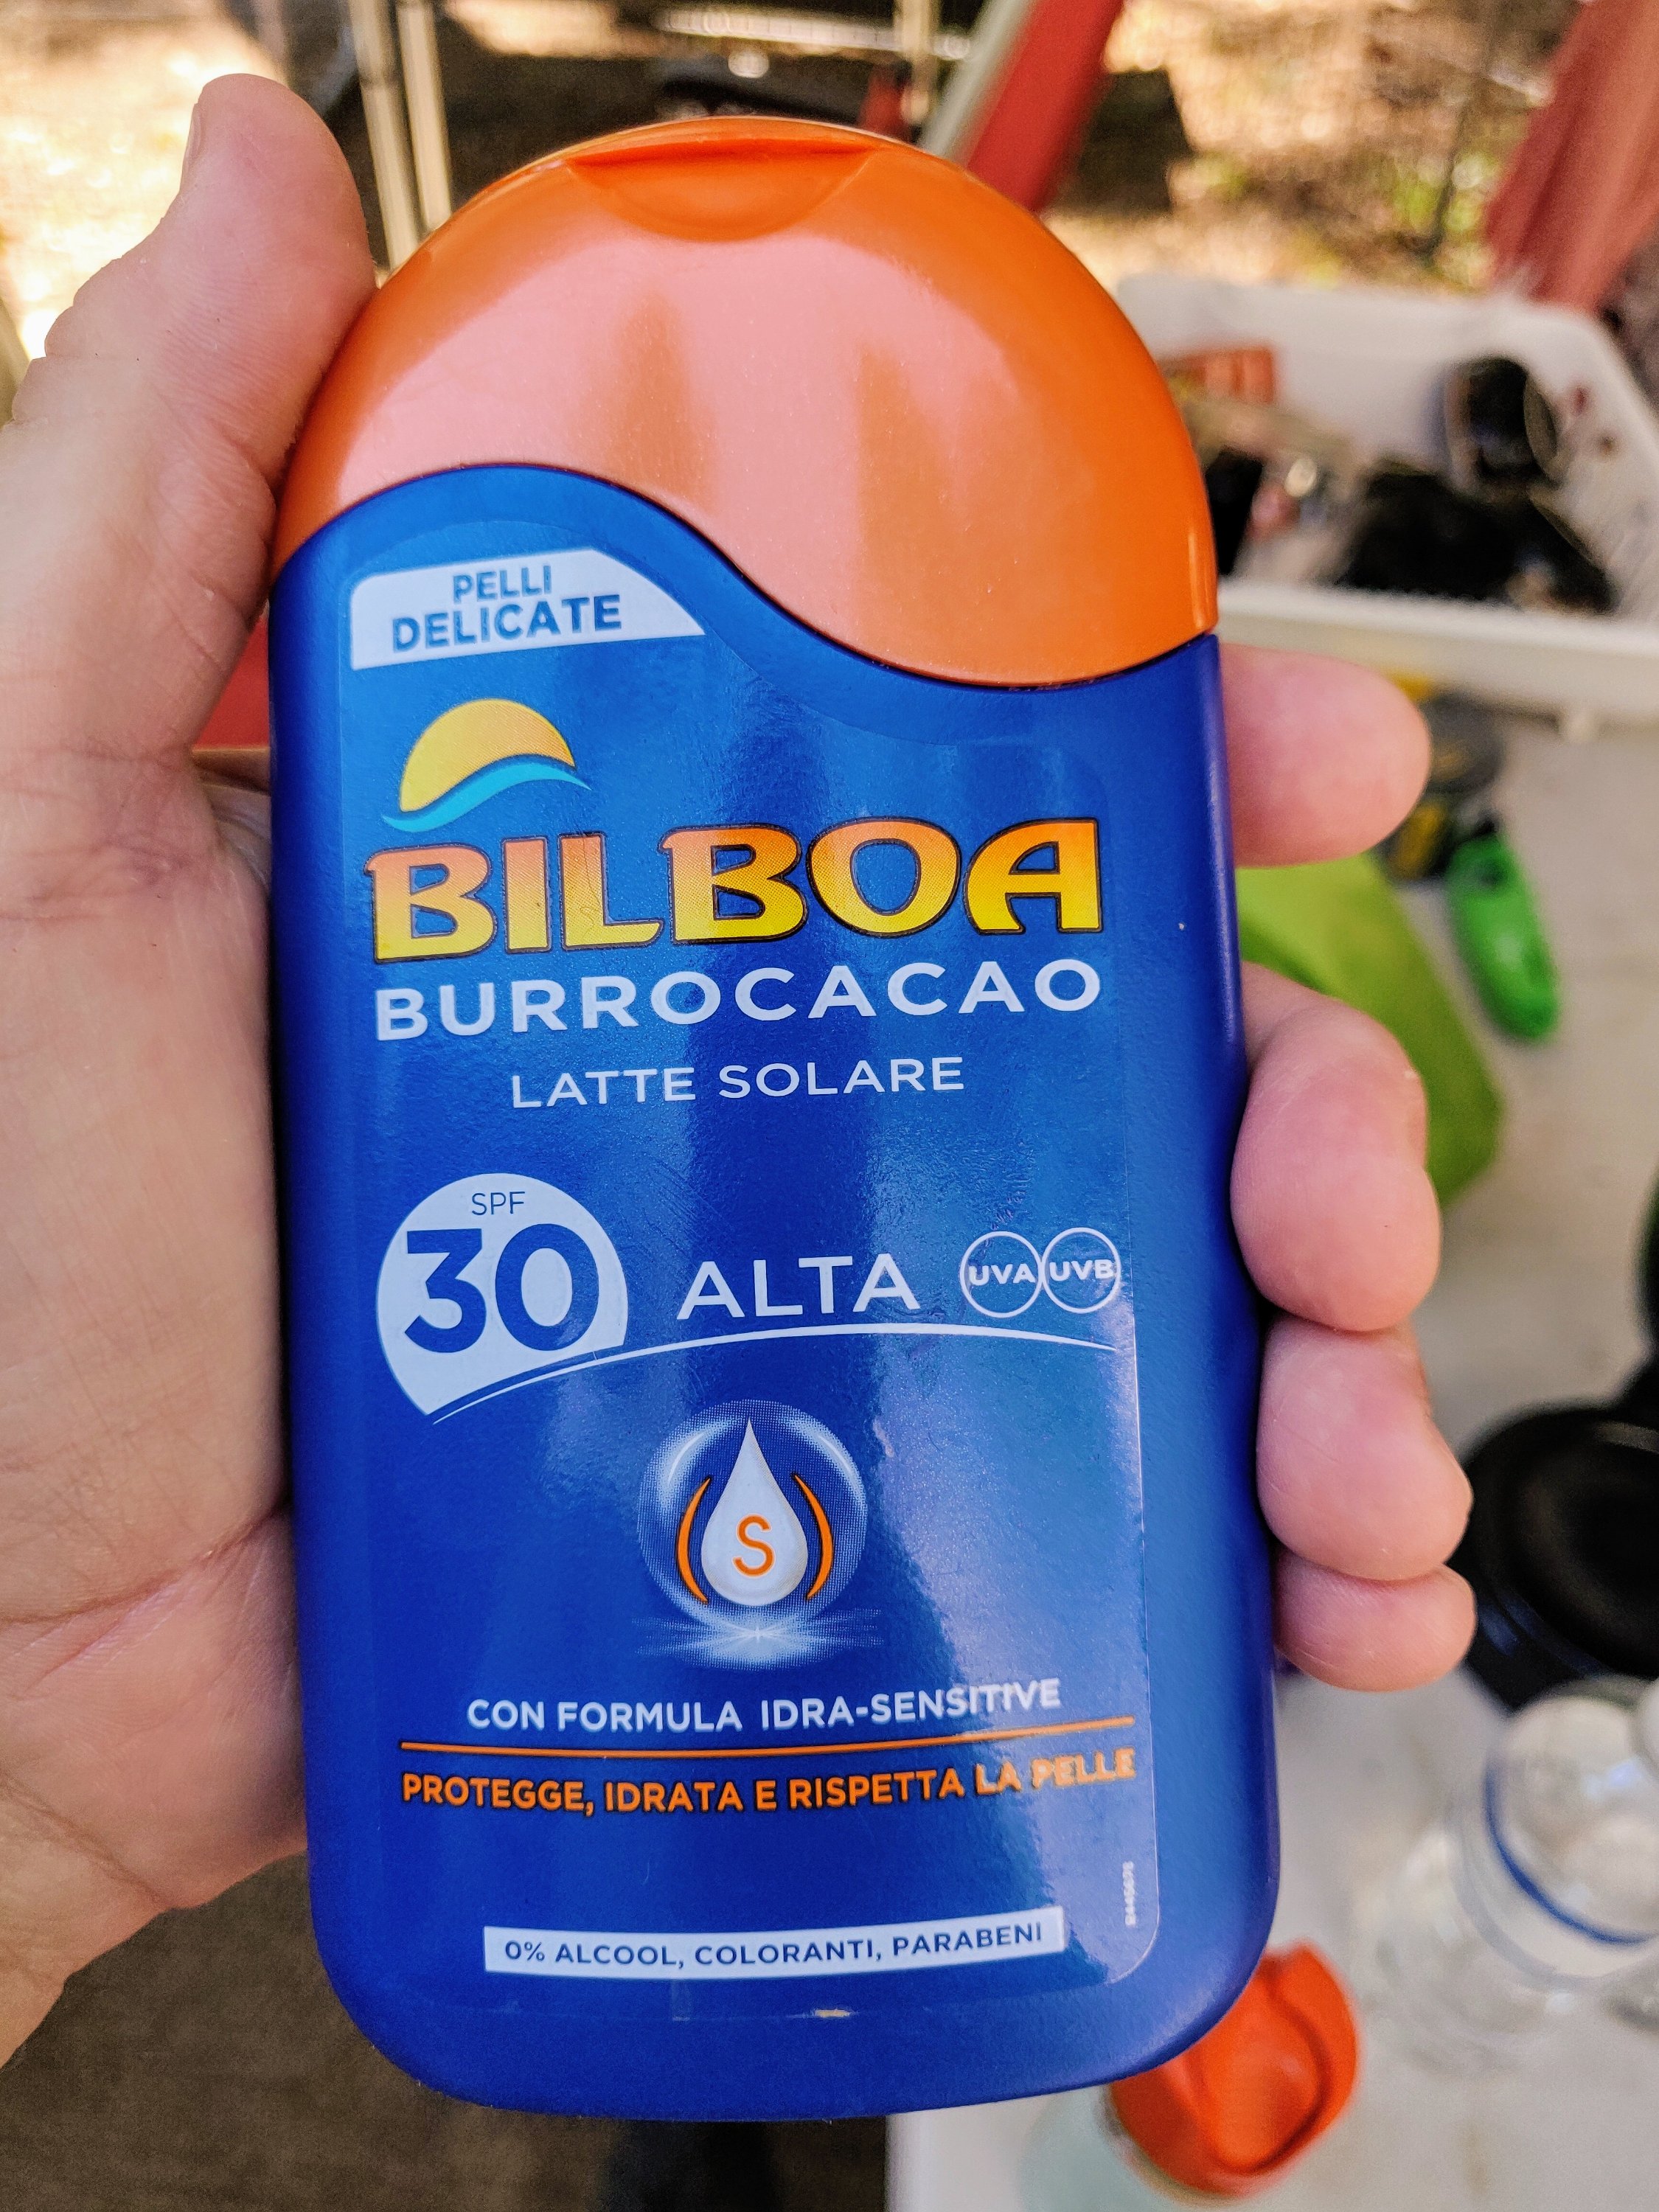 PELLI
DELICATE
BILBOA
BURROCACAO
LATTE SOLARE
SPF
30
ALTA
UVA UVB
S
CON FORMULA IDRA-SENSITIVE
PROTEGGE, IDRATA E RISPETTA LA PELLE
0% ALCOOL, COLORANTI, PARABENI